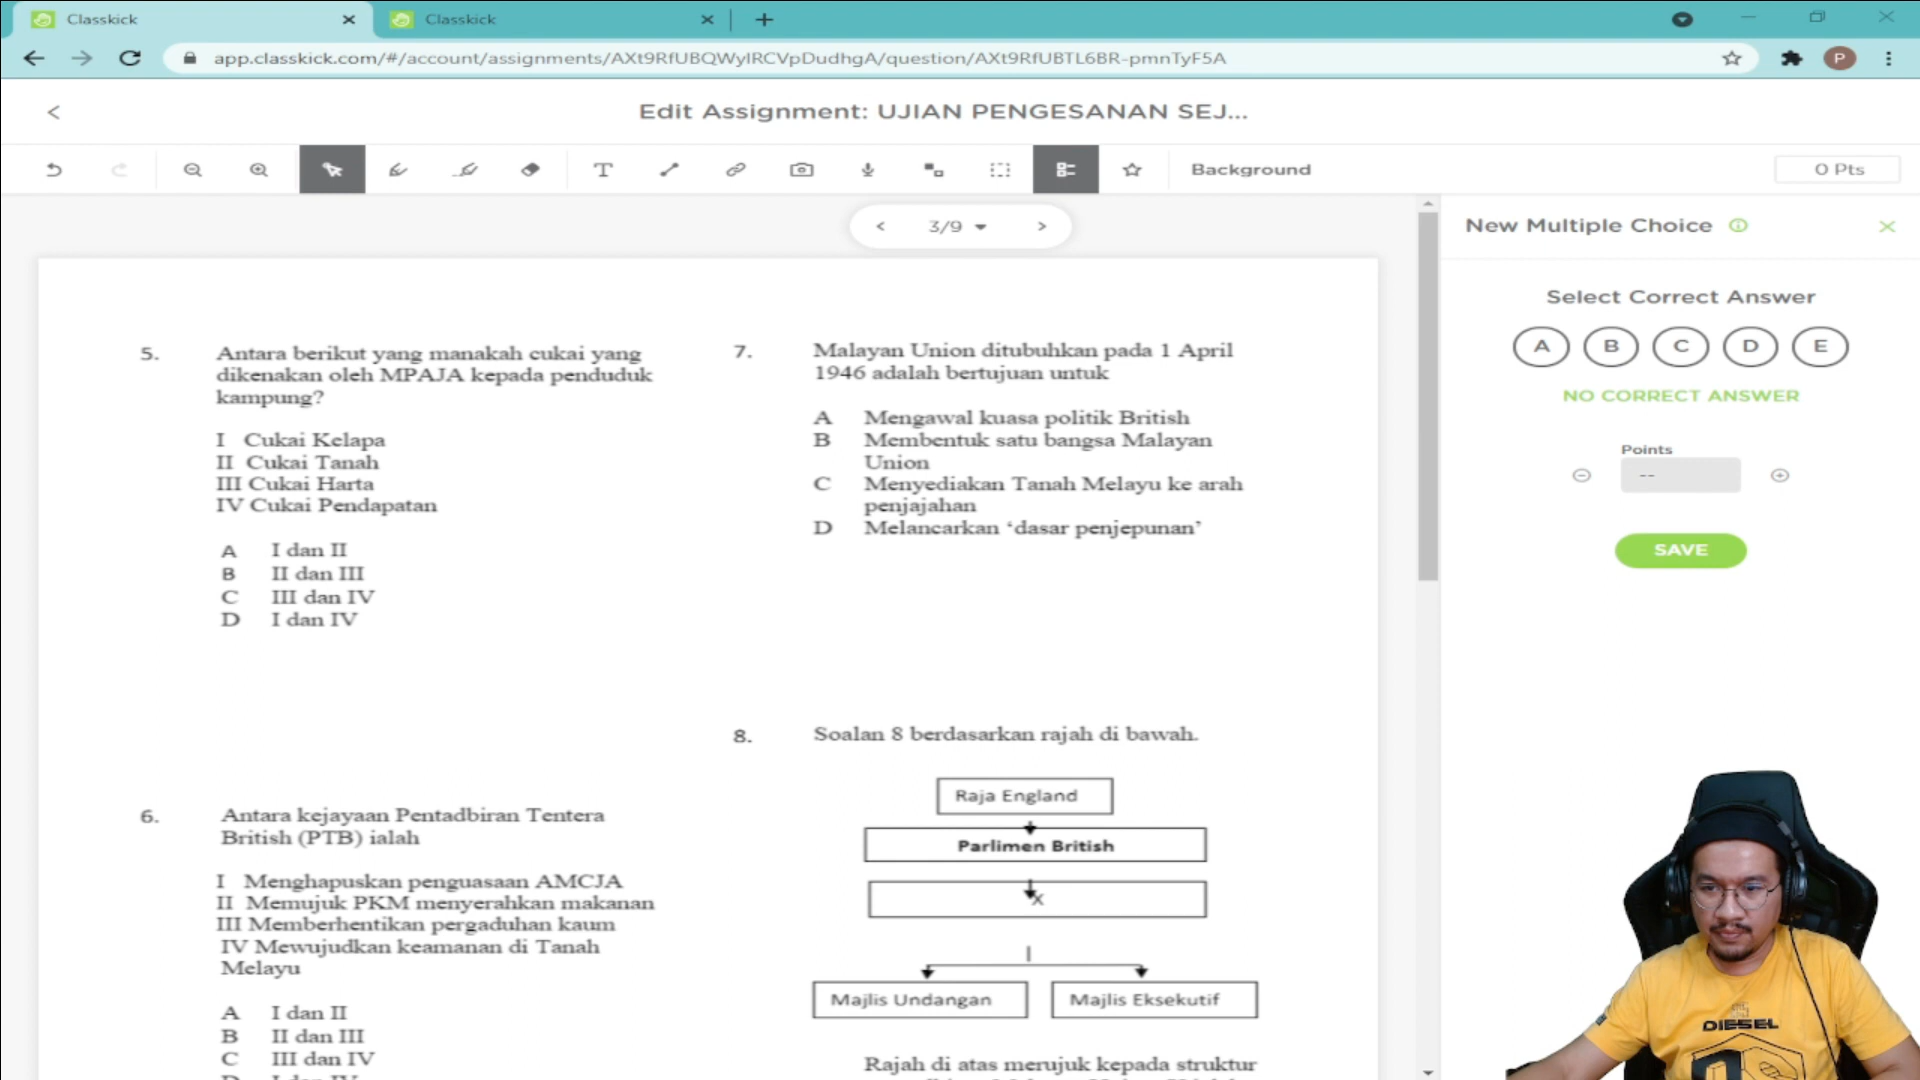 Classkick
Classkick
app.classkick.com/#/account/assignments/AXt9RfUBQWyIRCVpDudhgA/question/AXt9RfUBTL6BR-pmnTyF5A
P
Edit Assignment: UJIAN PENGESANAN SEJ...
T
Background
0 Pts
3/9
New Multiple Choice
Select Correct Answer
A B C D E
NO CORRECT ANSWER
Points
--
SAVE
5. Antara berikut yang manakah cukai yang
dikenakan oleh MPAJA kepada penduduk
kampung?
I Cukai Kelapa
II Cukai Tanah
III Cukai Harta
IV Cukai Pendapatan
A I dan II
B II dan III
C III dan IV
D I dan IV
6. Antara kejayaan Pentadbiran Tentera
British (PTB) ialah
I Menghapuskan penguasaan AMCJA
II Memujuk PKM menyerahkan makanan
III Memberhentikan pergaduhan kaum
IV Mewujudkan keamanan di Tanah
Melayu
A I dan II
B II dan III
C III dan IV
D I dan IV
7. Malayan Union ditubuhkan pada 1 April
1946 adalah bertujuan untuk
A Mengawal kuasa politik British
B Membentuk satu bangsa Malayan
Union
C Menyediakan Tanah Melayu ke arah
penjajahan
D Melancarkan ‘dasar penjepunan’
8. Soalan 8 berdasarkan rajah di bawah.
Raja England
Parlimen British
X
Majlis Undangan
Majlis Eksekutif
Rajah di atas merujuk kepada struktur
DIESEL